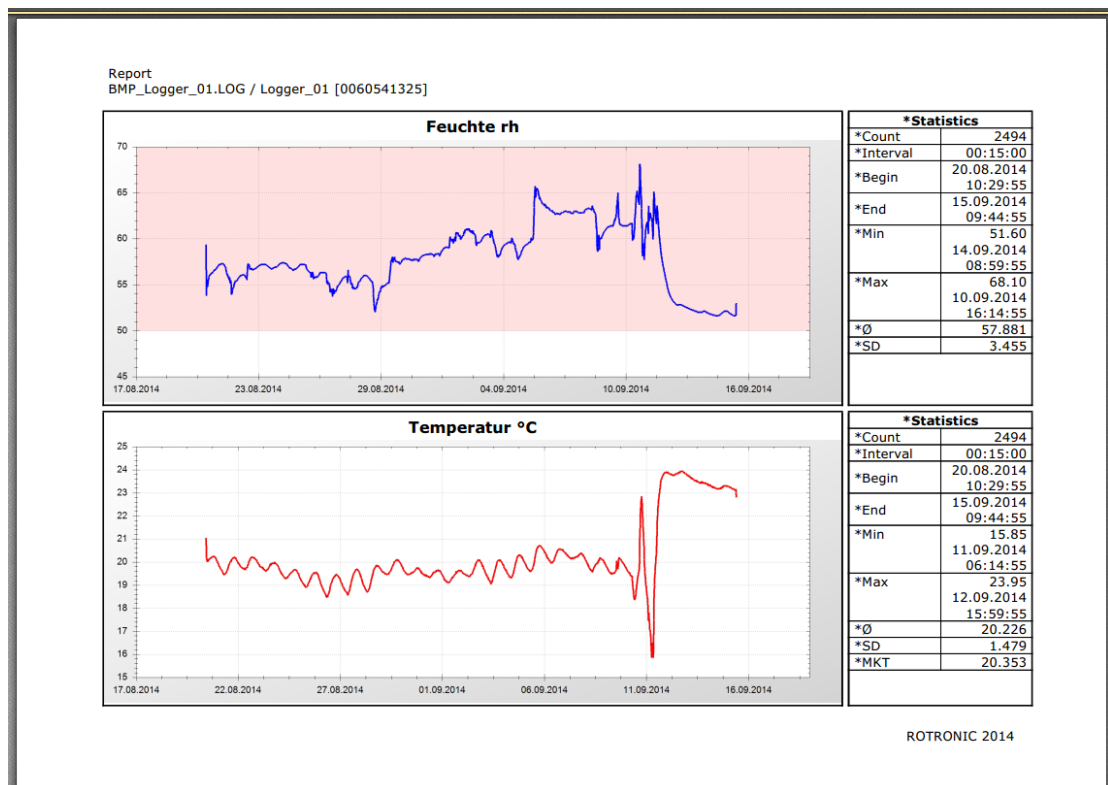 Report
BMP_Logger_01.LOG / Logger_01 [0060541325]
Feuchte rh
70
65
60
55
50
45
17.08.2014 23.08.2014 29.08.2014 04.09.2014 10.09.2014 16.09.2014
*Statistics
*Count 2494
*Interval 00:15:00
*Begin 20.08.2014
10:29:55
*End 15.09.2014
09:44:55
*Min 51.60
14.09.2014
08:59:55
*Max 68.10
10.09.2014
16:14:55
*Ø 57.881
*SD 3.455
Temperatur °C
25
24
23
22
21
20
19
18
17
16
15
17.08.2014 22.08.2014 27.08.2014 01.09.2014 06.09.2014 11.09.2014 16.09.2014
*Statistics
*Count 2494
*Interval 00:15:00
*Begin 20.08.2014
10:29:55
*End 15.09.2014
09:44:55
*Min 15.85
11.09.2014
06:14:55
*Max 23.95
12.09.2014
15:59:55
*Ø 20.226
*SD 1.479
*MKT 20.353
ROTRONIC 2014